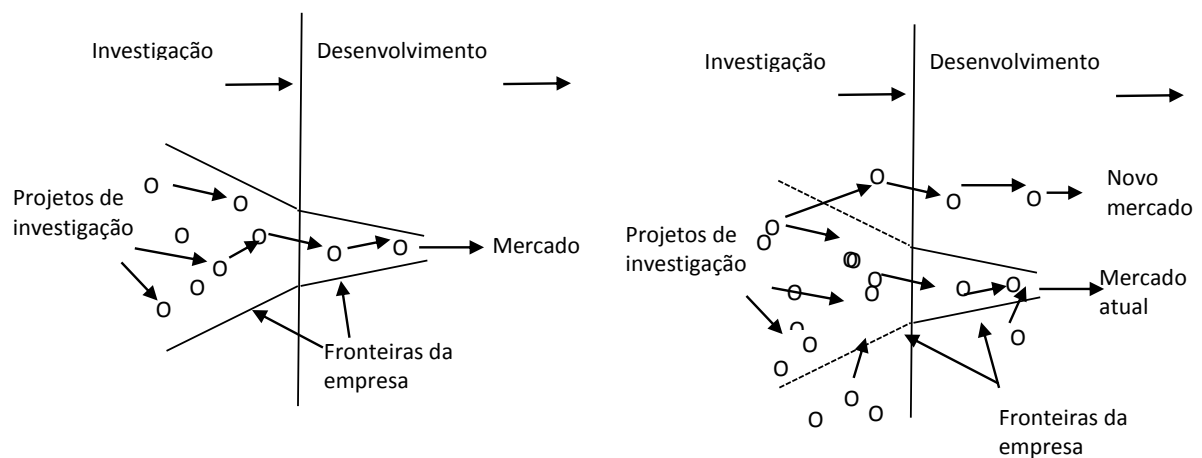 Investigação
Desenvolvimento
Projetos de
investigação
Mercado
Fronteiras da
empresa
Investigação
Desenvolvimento
Novo
mercado
Projetos de
investigação
Mercado
atual
Fronteiras da
empresa